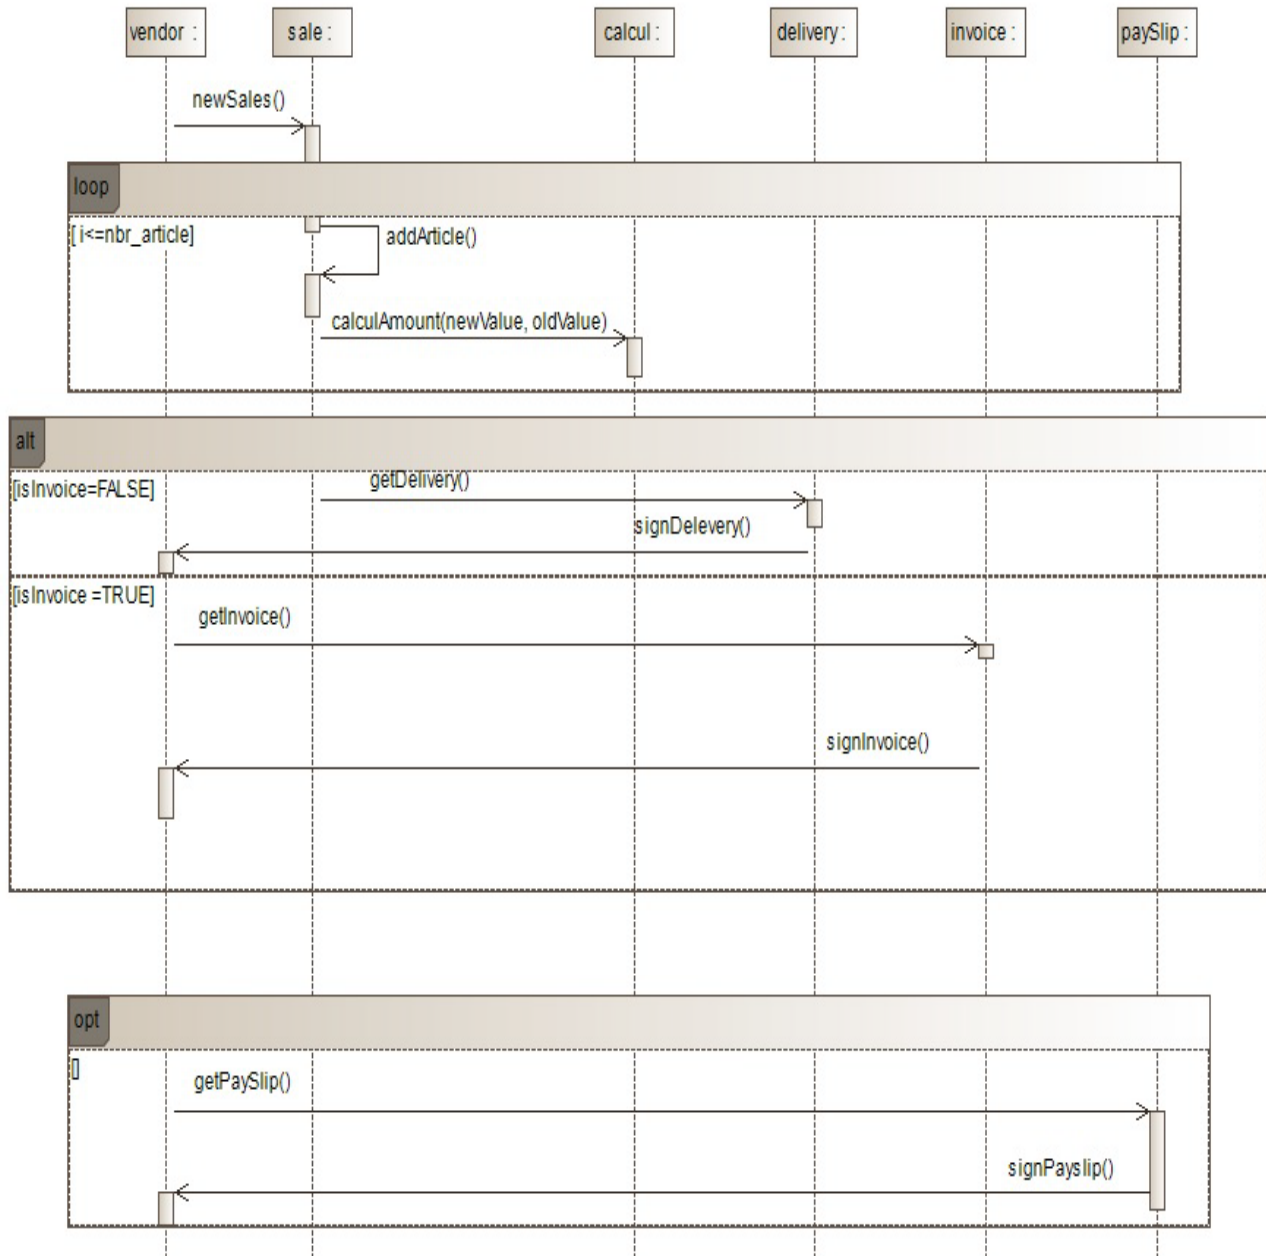 vendor : sale : calcul : delivery : invoice : paySlip :
newSales()
loop
[ i<=nbr_article]
addArticle()
calculAmount(newValue, oldValue)
alt
[isInvoice=FALSE]
getDelivery()
signDelevery()
[isInvoice =TRUE]
getInvoice()
signInvoice()
opt
[]
getPaySlip()
signPayslip()